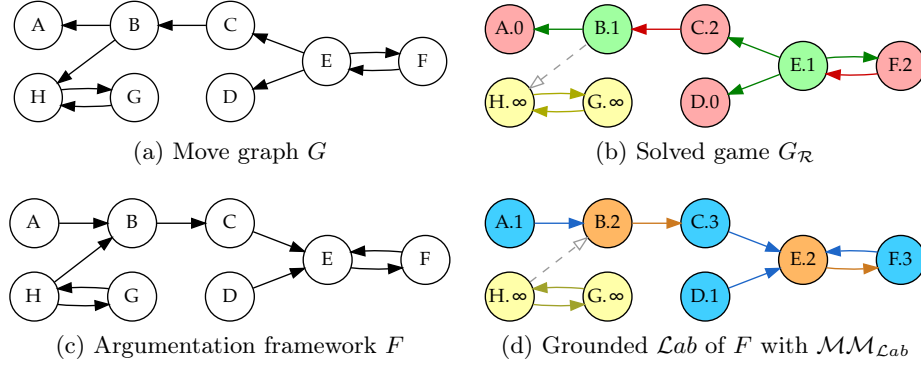 A B C E F H G D
(a) Move graph G
A.0 B.1 C.2 E.1 F.2 H.∞ G.∞ D.0
(b) Solved game G_ℛ
A B C E F H G D
(c) Argumentation framework F
A.1 B.2 C.3 E.2 F.3 H.∞ G.∞ D.1
(d) Grounded ℒab of F with ℳℳ_ℒab